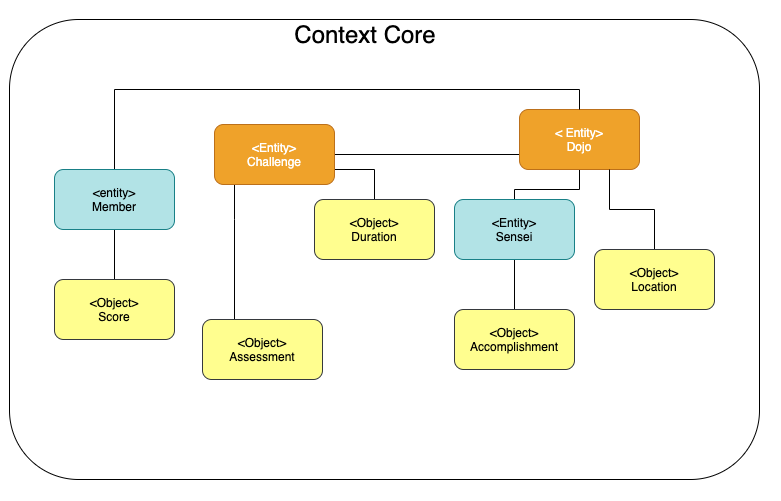 Context Core
<Entity>
Challenge
< Entity>
Dojo
<entity>
Member
<Object>
Duration
<Entity>
Sensei
<Object>
Location
<Object>
Score
<Object>
Assessment
<Object>
Accomplishment